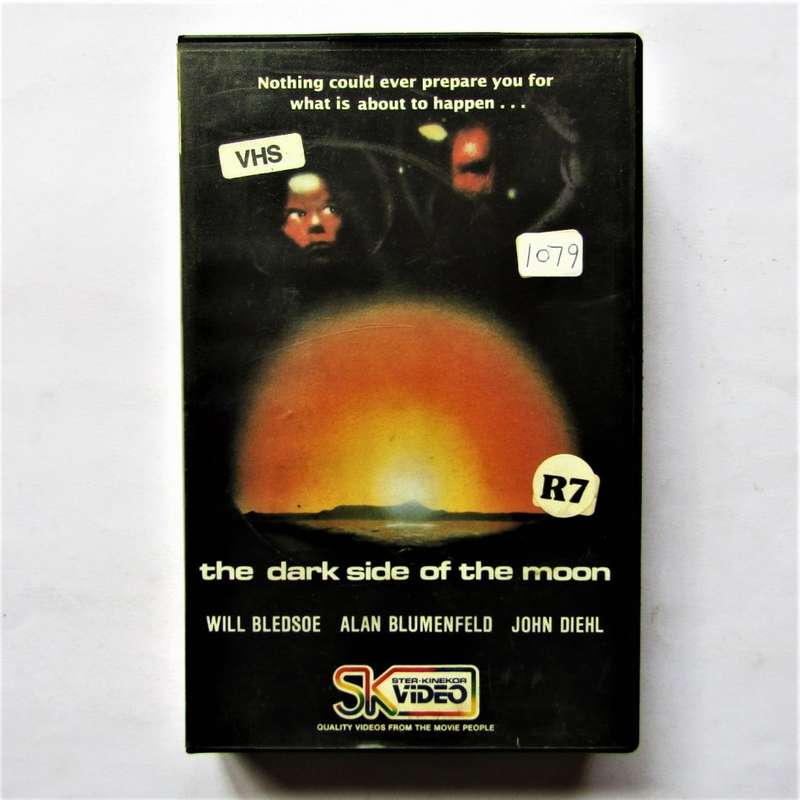 Nothing could ever prepare you for
what is about to happen . . .
VHS
1079
R7
the dark side of the moon
WILL BLEDSOE ALAN BLUMENFELD JOHN DIEHL
SK STER-KINEKOR
VIDEO
QUALITY VIDEOS FROM THE MOVIE PEOPLE